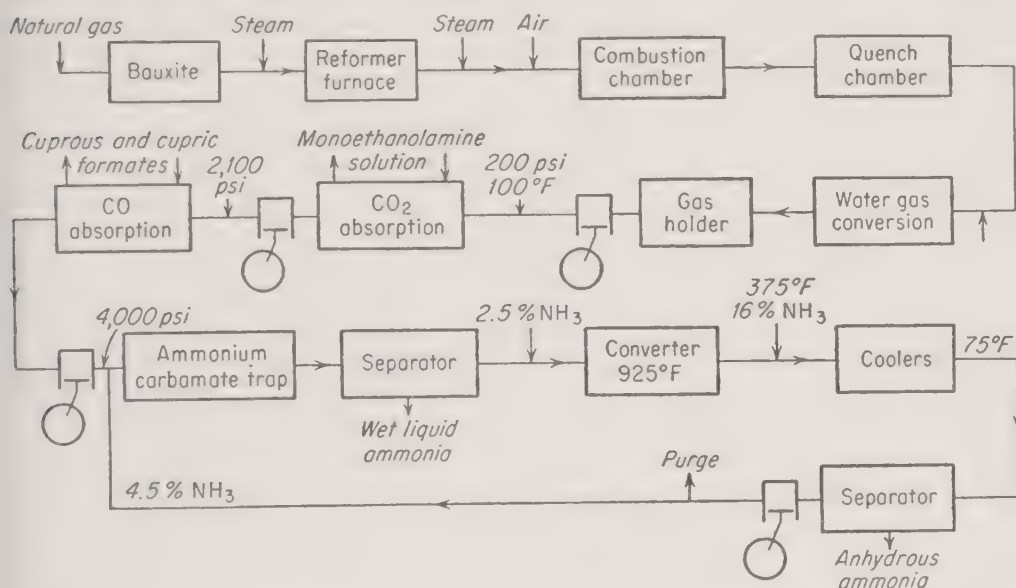 Natural gas
Steam
Steam
Air
Bauxite
Reformer
furnace
Combustion
chamber
Quench
chamber
Cuprous and cupric
formates
2,100
psi
Monoethanolamine
solution
200 psi
100°F
CO
absorption
CO₂
absorption
Gas
holder
Water gas
conversion
4,000 psi
Ammonium
carbamate trap
Separator
2.5% NH₃
Converter
925°F
375°F
16% NH₃
Coolers
75°F
Wet liquid
ammonia
4.5% NH₃
Purge
Separator
Anhydrous
ammonia